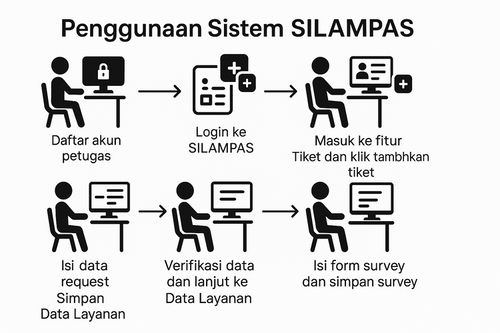 Penggunaan Sistem SILAMPAS
Daftar akun
petugas
Login ke
SILAMPAS
Masuk ke fitur
Tiket dan klik tambhkan
tiket
Isi data
request
Simpan
Data Layanan
Verifikasi data
dan lanjut ke
Data Layanan
Isi form survey
dan simpan survey